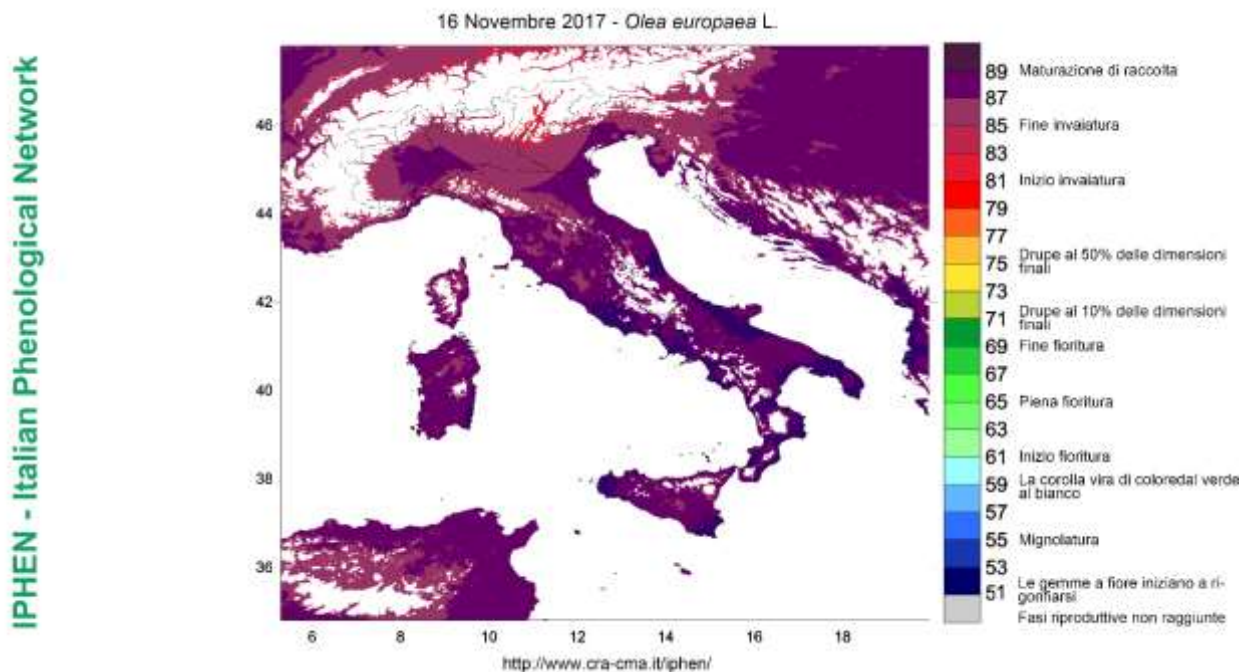 16 Novembre 2017 - Olea europaea L.
IPHEN - Italian Phenological Network
46
44
42
40
38
36
6
8
10
12
14
16
18
http://www.cra-cma.it/iphen/
89
Maturazione di raccolta
87
85
Fine invaiatura
83
81
Inizio invaiatura
79
77
Drupe al 50% delle dimensioni
75
finali
73
Drupe al 10% delle dimensioni
71
finali
69
Fine fioritura
67
65
Piena fioritura
63
61
Inizio fioritura
La corolla vira di coloredal verde
59
al bianco
57
55
Mignolatura
53
51
Le gemme a fiore iniziano a ri-
gonfiarsi
Fasi riproduttive non raggiunte